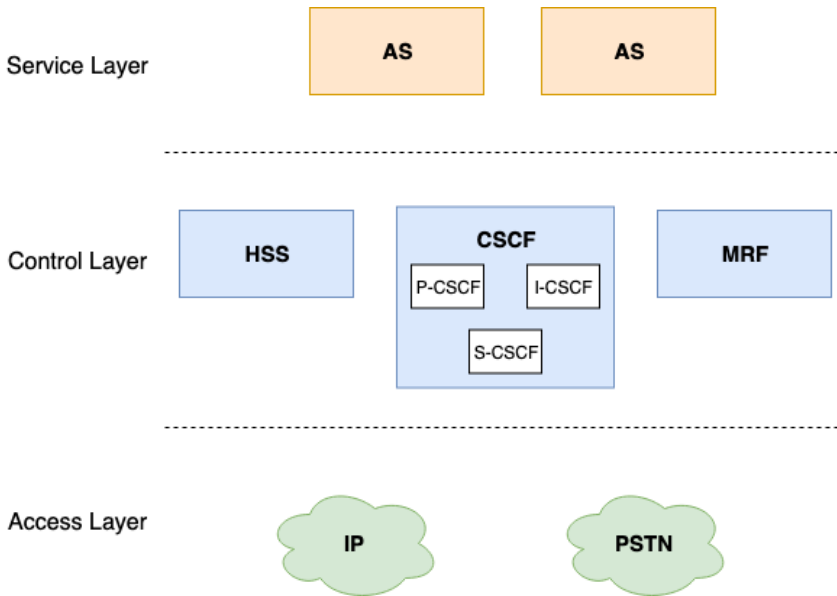 Service Layer
AS
AS
Control Layer
HSS
CSCF
P-CSCF
I-CSCF
S-CSCF
MRF
Access Layer
IP
PSTN